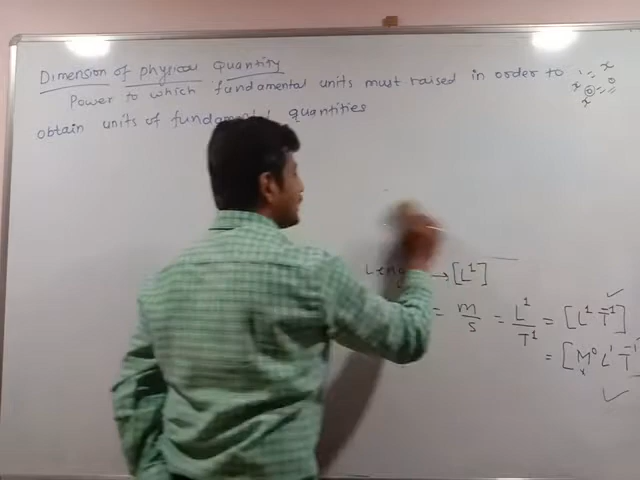 Dimension of physical Quantity
Power to which fundamental units must raised in order to
obtain units of fundamental quantities
→ [L¹]
= m/s = L¹/T¹ = [L¹ T⁻¹]
= [M⁰ L¹ T⁻¹